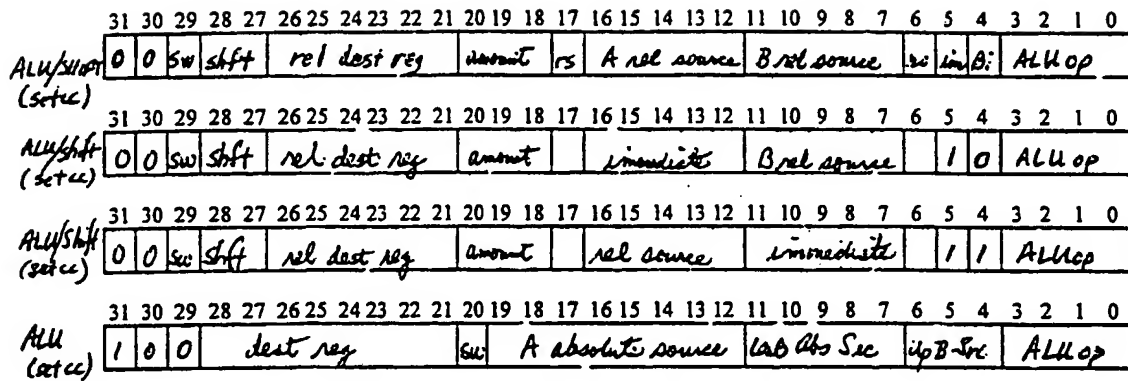 31 30 29 28 27 26 25 24 23 22 21 20 19 18 17 16 15 14 13 12 11 10 9 8 7 6 5 4 3 2 1 0
ALU/Shift 0 0 sw shft rel dest reg amount rs A rel source B rel source im Bi ALU op
(setcc)
31 30 29 28 27 26 25 24 23 22 21 20 19 18 17 16 15 14 13 12 11 10 9 8 7 6 5 4 3 2 1 0
ALU/shft 0 0 sw shft rel dest reg amount immediate B rel source 1 0 ALU op
(setcc)
31 30 29 28 27 26 25 24 23 22 21 20 19 18 17 16 15 14 13 12 11 10 9 8 7 6 5 4 3 2 1 0
ALU/Shft 0 0 sw shft rel dest reg amount rel source immediate 1 1 ALU op
(setcc)
31 30 29 28 27 26 25 24 23 22 21 20 19 18 17 16 15 14 13 12 11 10 9 8 7 6 5 4 3 2 1 0
ALU 1 0 0 dest reg sw A absolute source Abs Src B-Src ALU op
(setcc)